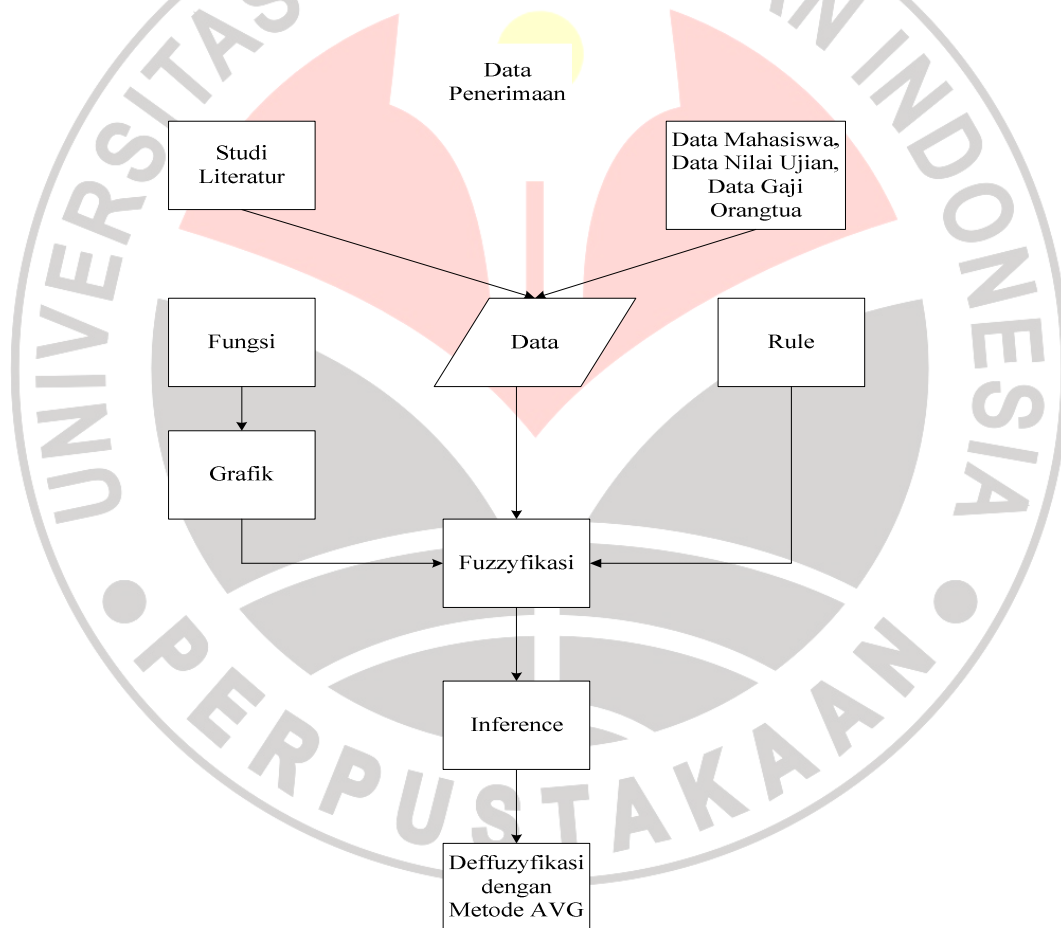 UNIVERSITAS
AN INDONESIA
PERPUSTAKAAN
Data
Penerimaan
Studi
Literatur
Data Mahasiswa,
Data Nilai Ujian,
Data Gaji
Orangtua
Fungsi
Data
Rule
Grafik
Fuzzyfikasi
Inference
Deffuzyfikasi
dengan
Metode AVG